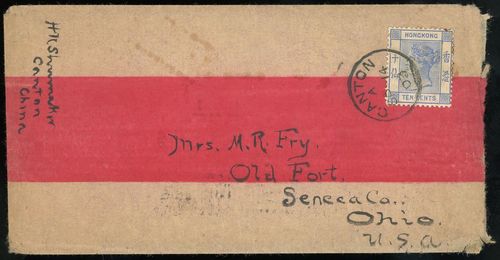 H.K. Shumaker
Canton
China
HONGKONG
TEN CENTS
CANTON
A
Mrs. M. R. Fry.
Old Fort.
Seneca Co.,
Ohio.
U. S. A.